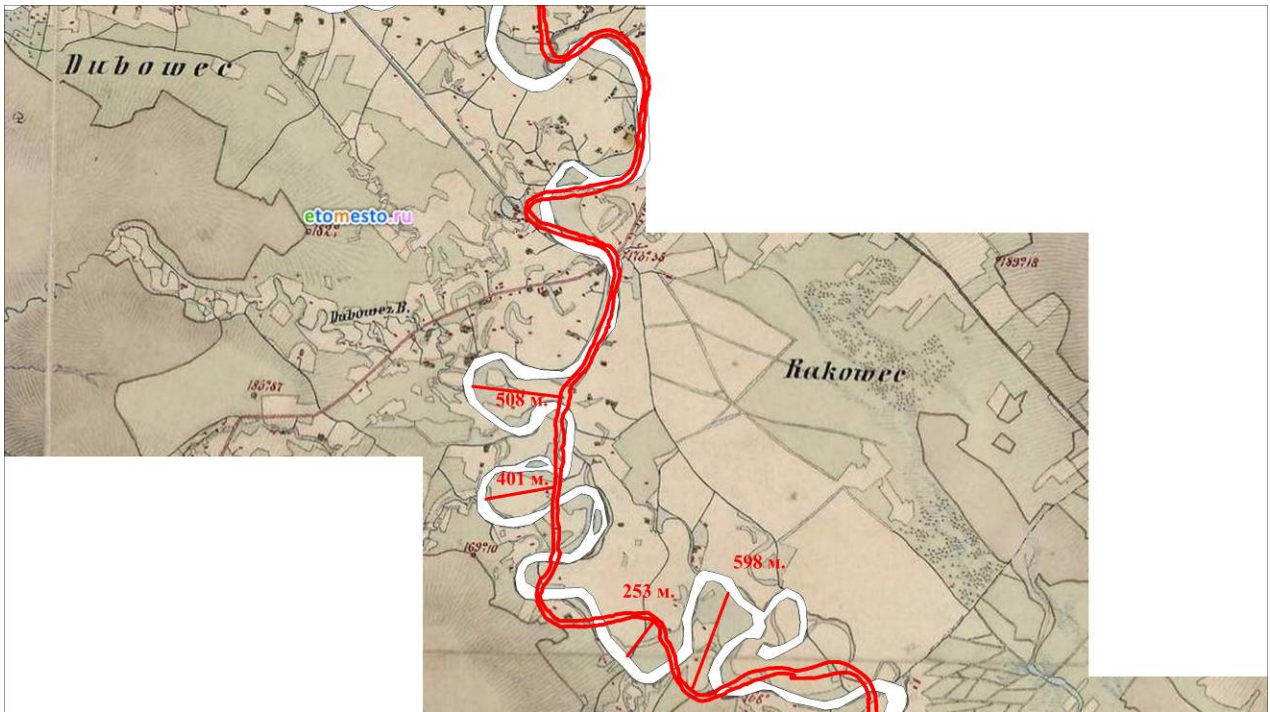 Dubowec
etomesto.ru
Dubowez B.
Rakowec
508 м.
401 м.
598 м.
253 м.